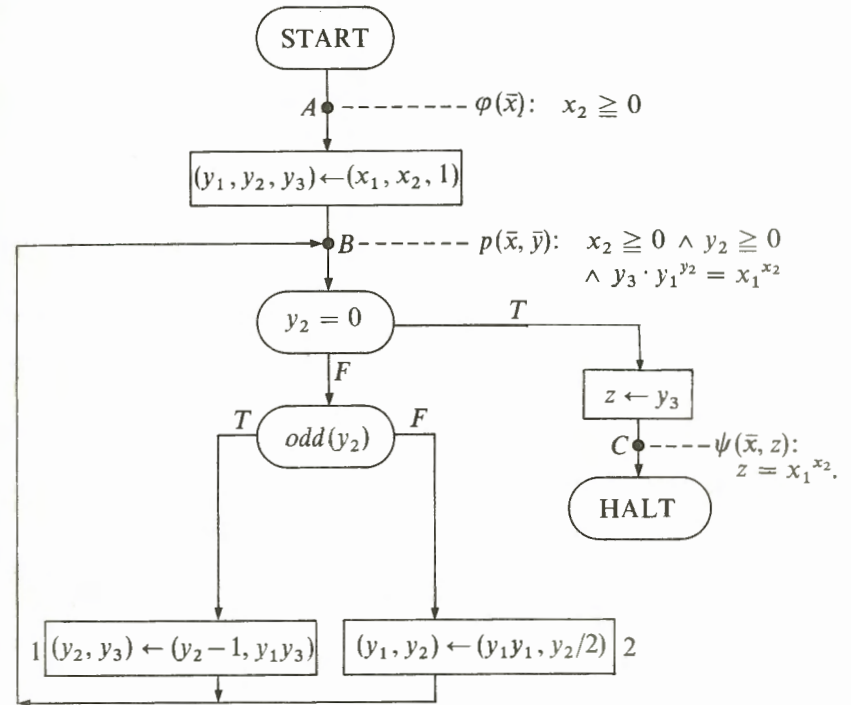 START
A φ(x̄): x₂ ≧ 0
(y₁, y₂, y₃) ← (x₁, x₂, 1)
B p(x̄, ȳ): x₂ ≧ 0 ∧ y₂ ≧ 0
∧ y₃ · y₁^y₂ = x₁^x₂
y₂ = 0
T
F
z ← y₃
T
odd(y₂)
F
C ψ(x̄, z):
z = x₁^x₂.
HALT
1 (y₂, y₃) ← (y₂ − 1, y₁y₃)
(y₁, y₂) ← (y₁y₁, y₂/2) 2